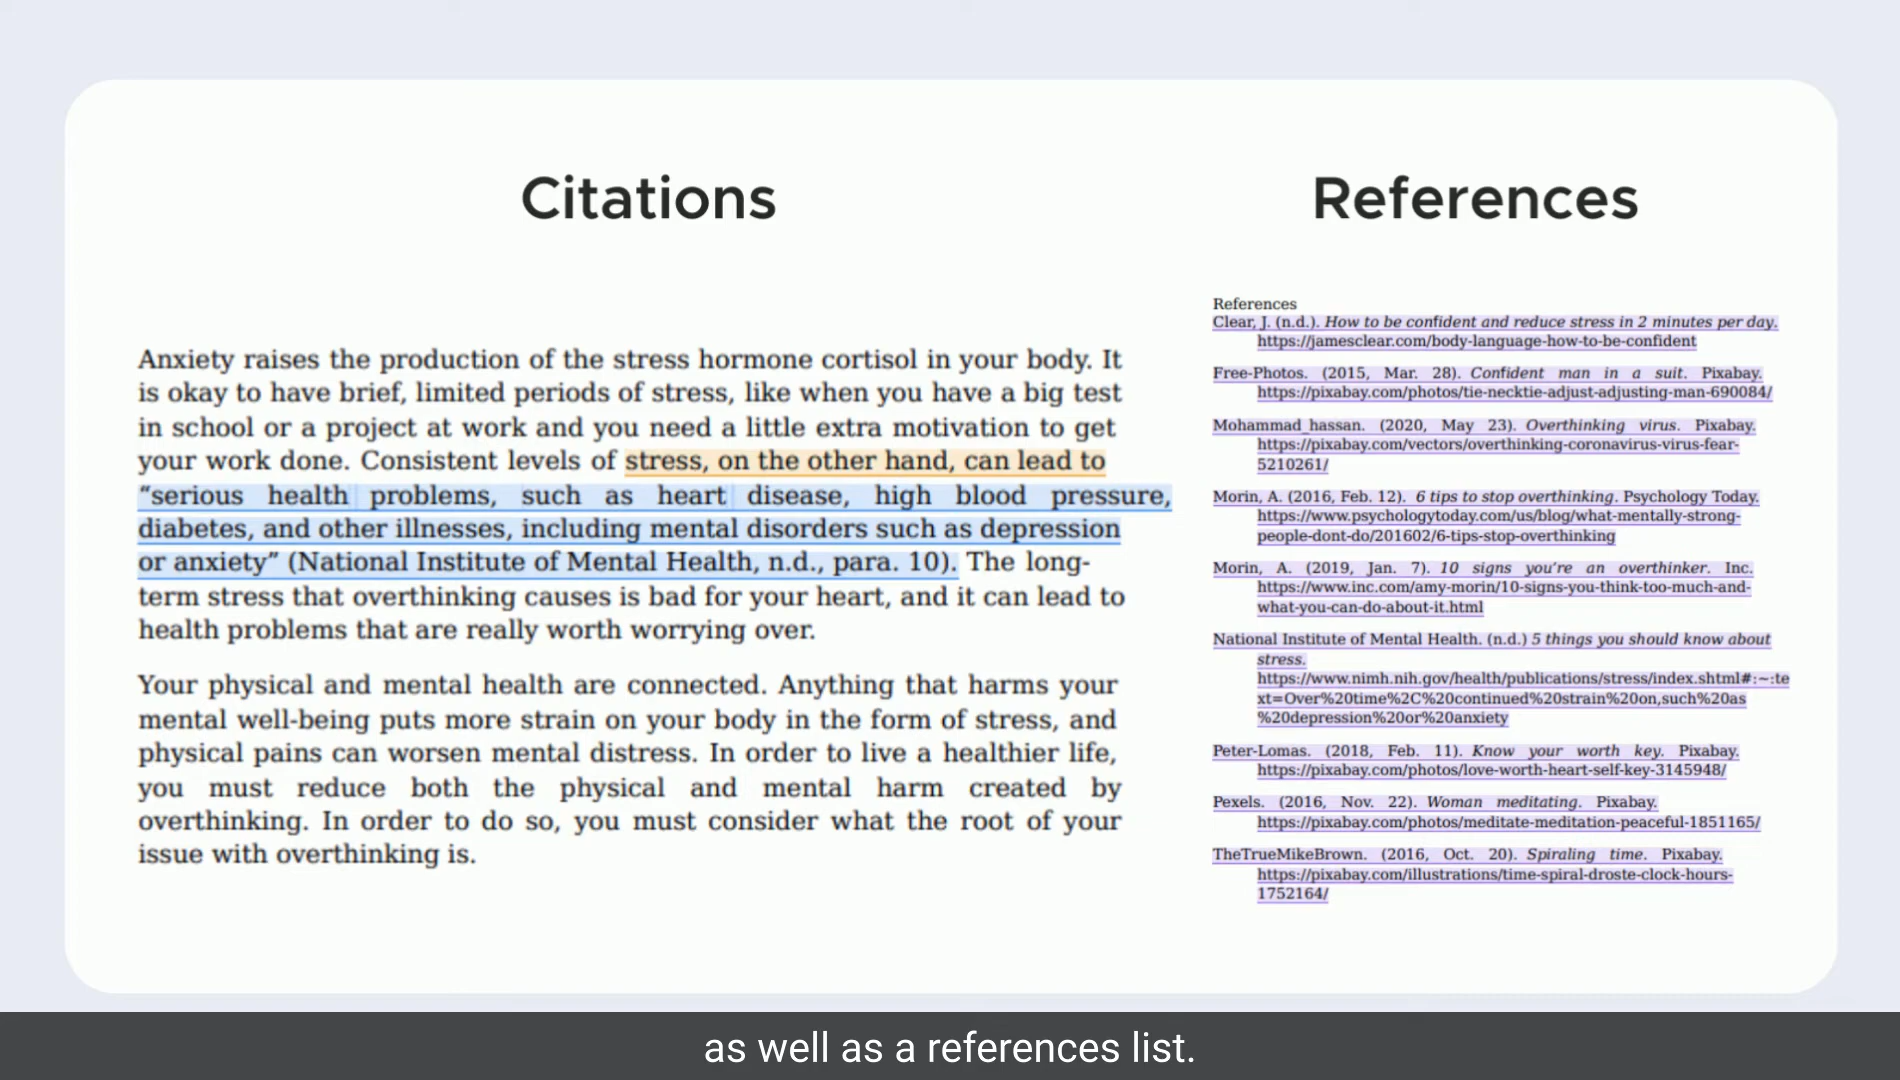 Citations
Anxiety raises the production of the stress hormone cortisol in your body. It
is okay to have brief, limited periods of stress, like when you have a big test
in school or a project at work and you need a little extra motivation to get
your work done. Consistent levels of stress, on the other hand, can lead to
“serious health problems, such as heart disease, high blood pressure,
diabetes, and other illnesses, including mental disorders such as depression
or anxiety” (National Institute of Mental Health, n.d., para. 10). The long-
term stress that overthinking causes is bad for your heart, and it can lead to
health problems that are really worth worrying over.
Your physical and mental health are connected. Anything that harms your
mental well-being puts more strain on your body in the form of stress, and
physical pains can worsen mental distress. In order to live a healthier life,
you must reduce both the physical and mental harm created by
overthinking. In order to do so, you must consider what the root of your
issue with overthinking is.
References
References
Clear, J. (n.d.). How to be confident and reduce stress in 2 minutes per day.
https://jamesclear.com/body-language-how-to-be-confident
Free-Photos. (2015, Mar. 28). Confident man in a suit. Pixabay.
https://pixabay.com/photos/tie-necktie-adjust-adjusting-man-690084/
Mohammad_hassan. (2020, May 23). Overthinking virus. Pixabay.
https://pixabay.com/vectors/overthinking-coronavirus-virus-fear-
5210261/
Morin, A. (2016, Feb. 12). 6 tips to stop overthinking. Psychology Today.
https://www.psychologytoday.com/us/blog/what-mentally-strong-
people-dont-do/201602/6-tips-stop-overthinking
Morin, A. (2019, Jan. 7). 10 signs you’re an overthinker. Inc.
https://www.inc.com/amy-morin/10-signs-you-think-too-much-and-
what-you-can-do-about-it.html
National Institute of Mental Health. (n.d.) 5 things you should know about
stress.
https://www.nimh.nih.gov/health/publications/stress/index.shtml#:~:te
xt=Over%20time%2C%20continued%20strain%20on,such%20as
%20depression%20or%20anxiety
Peter-Lomas. (2018, Feb. 11). Know your worth key. Pixabay.
https://pixabay.com/photos/love-worth-heart-self-key-3145948/
Pexels. (2016, Nov. 22). Woman meditating. Pixabay.
https://pixabay.com/photos/meditate-meditation-peaceful-1851165/
TheTrueMikeBrown. (2016, Oct. 20). Spiraling time. Pixabay.
https://pixabay.com/illustrations/time-spiral-droste-clock-hours-
1752164/
as well as a references list.